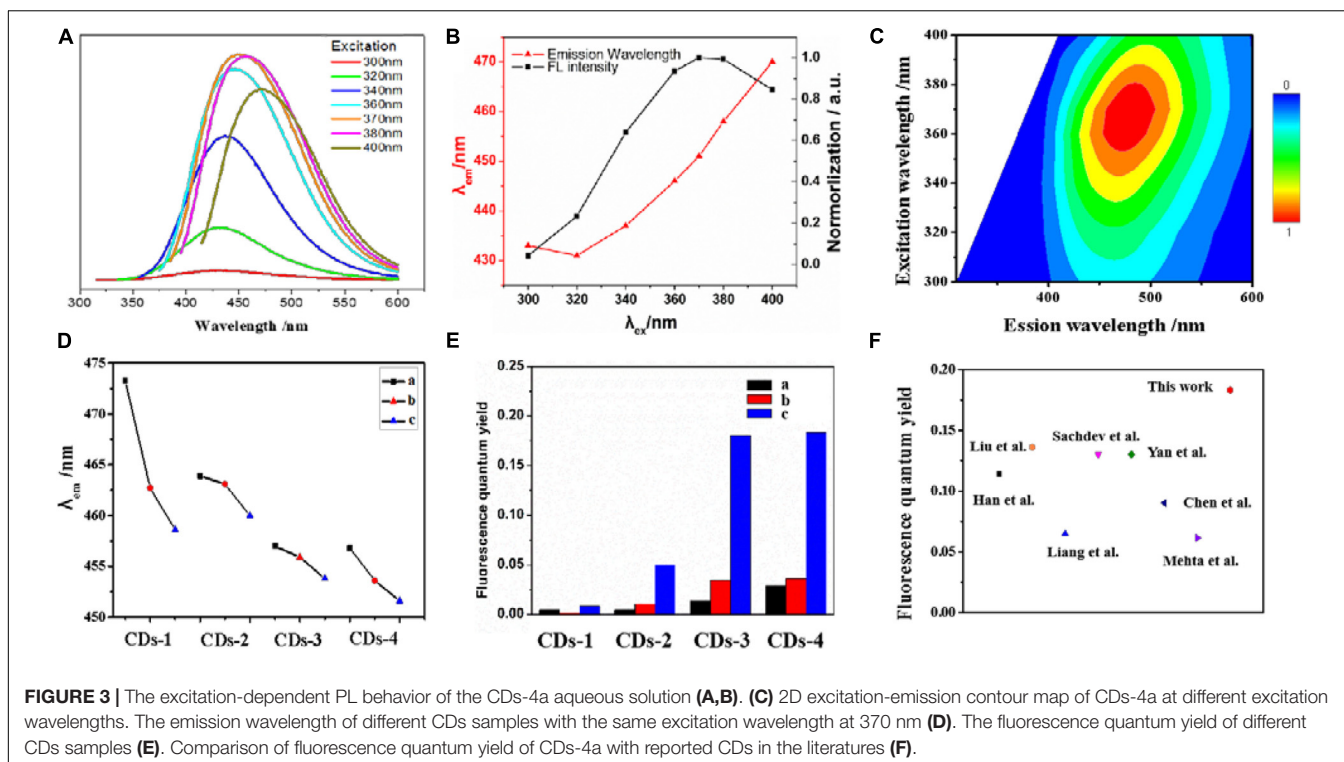 A
Excitation
300nm
320nm
340nm
360nm
370nm
380nm
400nm
300 350 400 450 500 550 600
Wavelength /nm
B
Emission Wavelength
FL intensity
470
460
450
440
430
λem/nm
1.0
0.8
0.6
0.4
0.2
0.0
Normorlization / a.u.
300 320 340 360 380 400
λex/nm
C
400
380
360
340
320
300
Excitation wavelength /nm
400 500 600
Ession wavelength /nm
0
1
D
475
470
465
460
455
450
λem /nm
a
b
c
CDs-1 CDs-2 CDs-3 CDs-4
E
0.25
0.20
0.15
0.10
0.05
0.00
Fluorescence quantum yield
a
b
c
CDs-1 CDs-2 CDs-3 CDs-4
F
0.20
0.15
0.10
0.05
0.00
Fluorescence quantum yield
This work
Liu et al.
Sachdev et al.
Yan et al.
Han et al.
Chen et al.
Liang et al.
Mehta et al.
FIGURE 3 | The excitation-dependent PL behavior of the CDs-4a aqueous solution (A,B). (C) 2D excitation-emission contour map of CDs-4a at different excitation
wavelengths. The emission wavelength of different CDs samples with the same excitation wavelength at 370 nm (D). The fluorescence quantum yield of different
CDs samples (E). Comparison of fluorescence quantum yield of CDs-4a with reported CDs in the literatures (F).